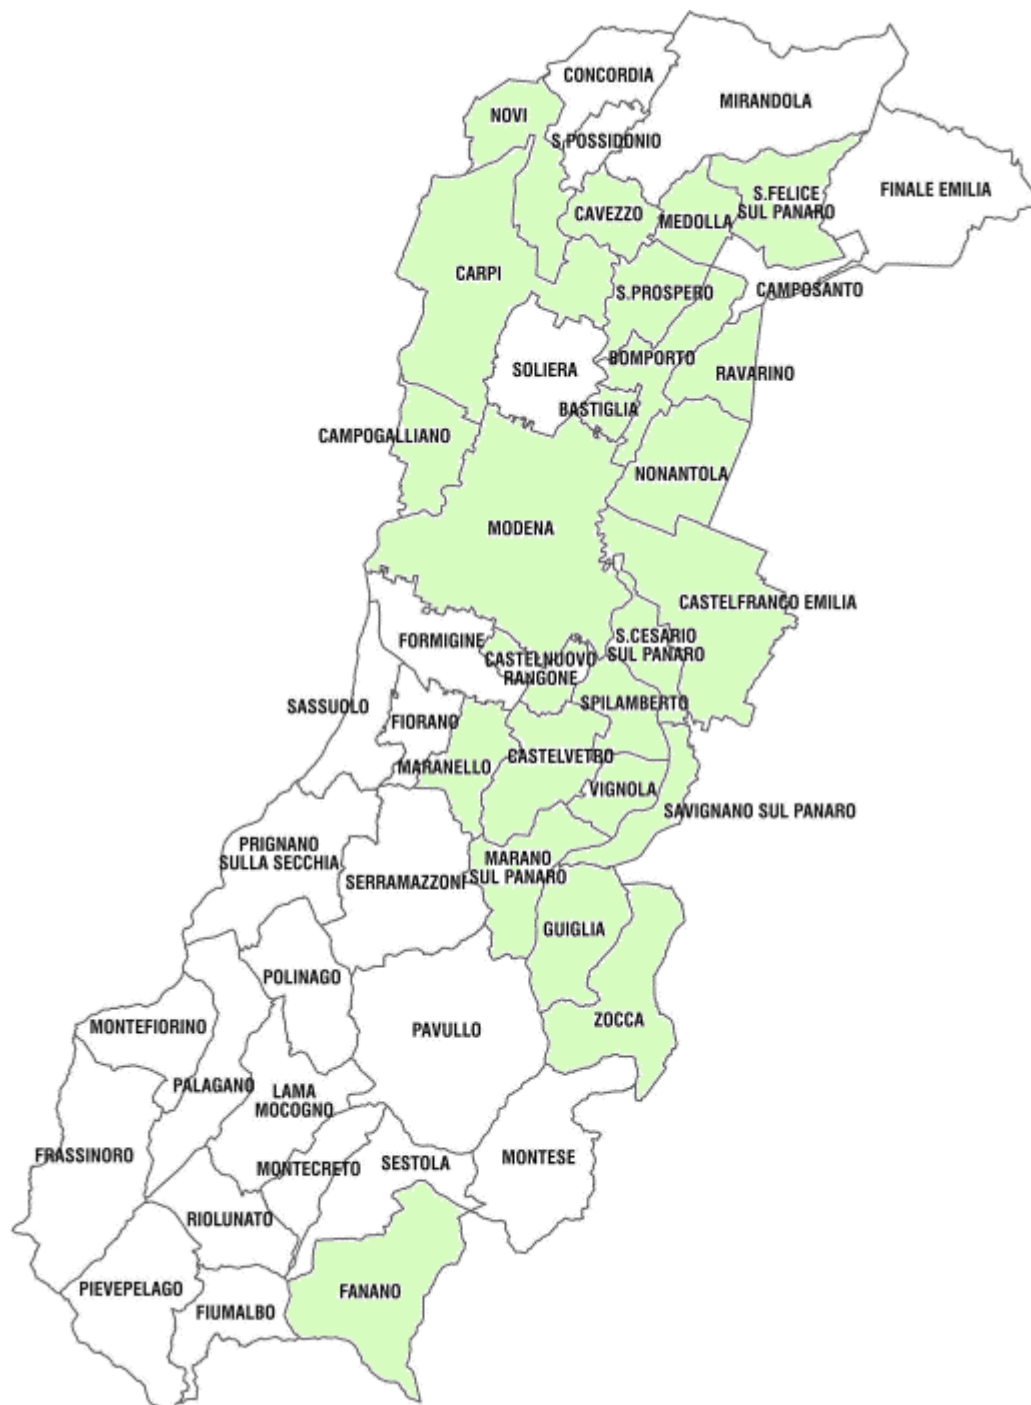 CONCORDIA
MIRANDOLA
NOVI
S.POSSIDONIO
FINALE EMILIA
S.FELICE
SUL PANARO
CAVEZZO
MEDOLLA
CARPI
CAMPOSANTO
S.PROSPERO
BOMPORTO
SOLIERA
RAVARINO
BASTIGLIA
CAMPOGALLIANO
NONANTOLA
MODENA
CASTELFRANCO EMILIA
FORMIGINE
S.CESARIO
SUL PANARO
CASTELNUOVO
RANGONE
SASSUOLO
SPILAMBERTO
FIORANO
CASTELVETRO
MARANELLO
VIGNOLA
SAVIGNANO SUL PANARO
PRIGNANO
SULLA SECCHIA
MARANO
SUL PANARO
SERRAMAZZONI
GUIGLIA
POLINAGO
ZOCCA
MONTEFIORINO
PAVULLO
PALAGANO
LAMA
MOCOGNO
FRASSINORO
MONTECRETO
SESTOLA
MONTESE
RIOLUNATO
PIEVEPELAGO
FANANO
FIUMALBO